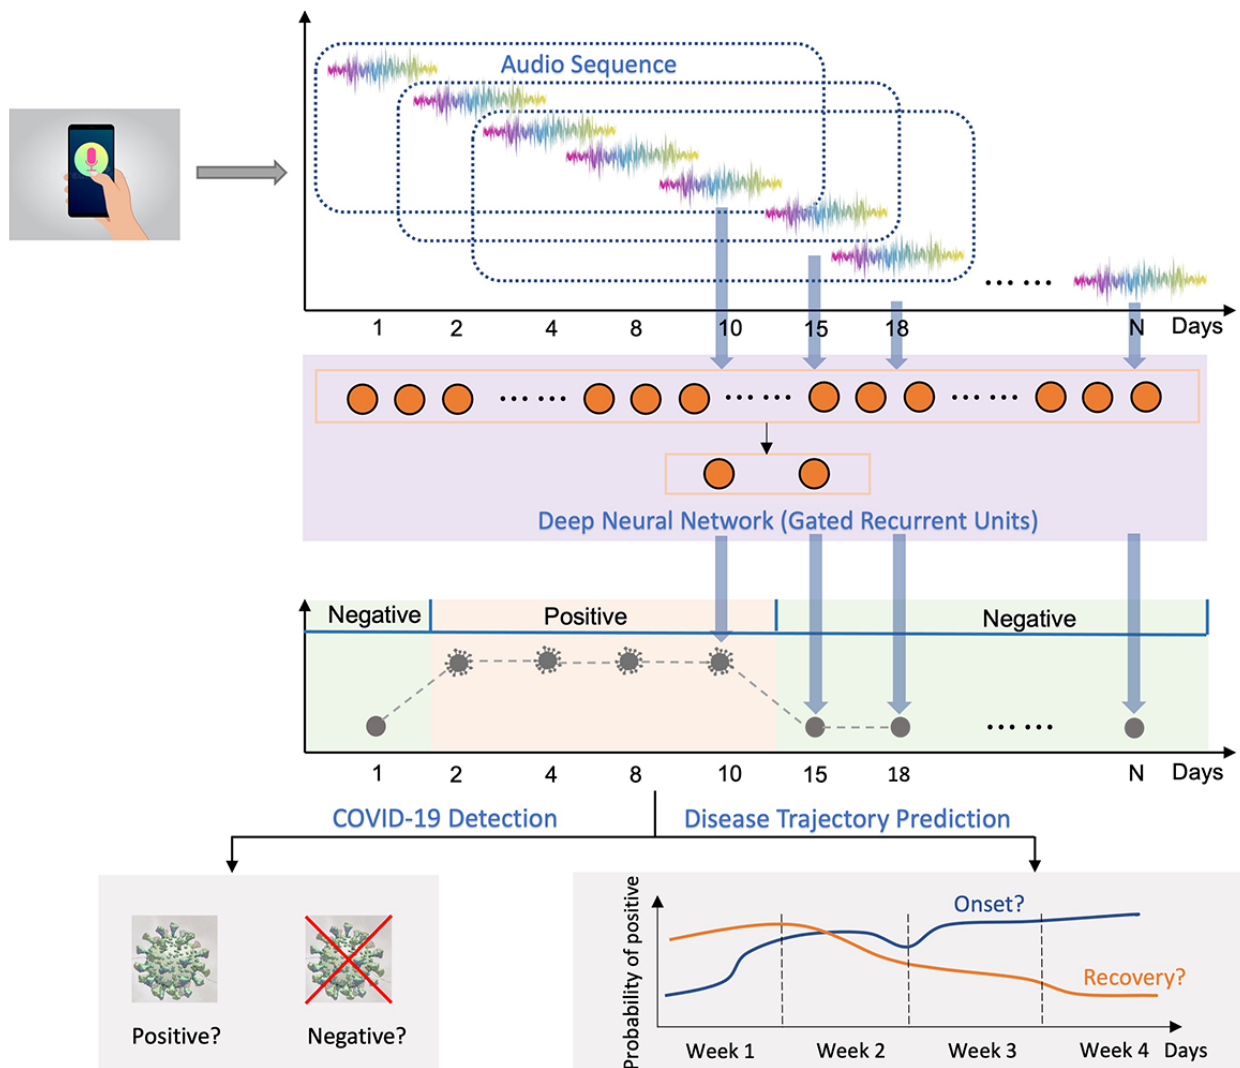 Audio Sequence
1 2 4 8 10 15 18 N Days
Deep Neural Network (Gated Recurrent Units)
Negative Positive Negative
1 2 4 8 10 15 18 N Days
COVID-19 Detection
Disease Trajectory Prediction
Positive? Negative?
Probability of positive
Onset?
Recovery?
Week 1 Week 2 Week 3 Week 4 Days